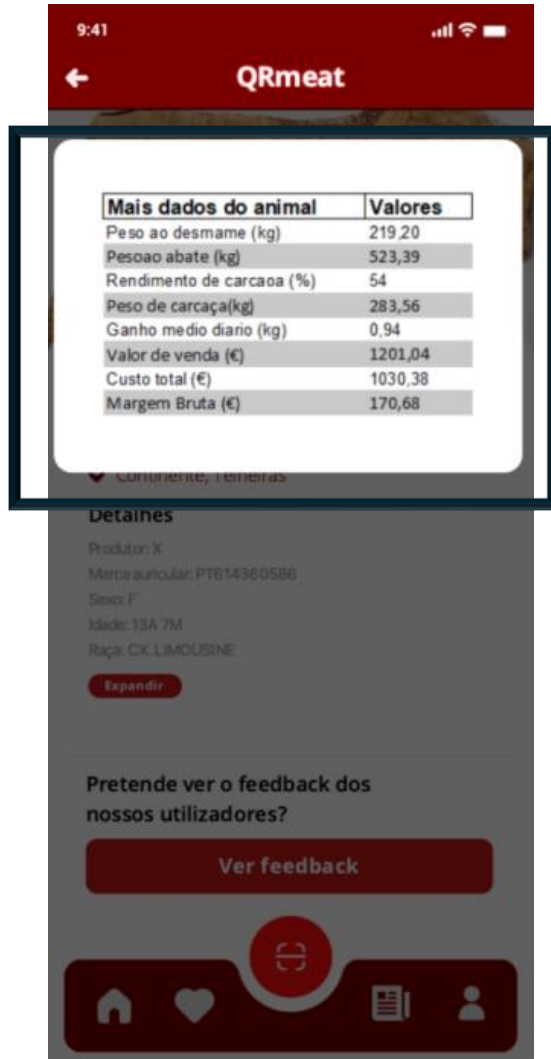 9:41
QRmeat
Mais dados do animal Valores
Peso ao desmame (kg) 219,20
Pesoao abate (kg) 523,39
Rendimento de carcaoa (%) 54
Peso de carcaça(kg) 283,56
Ganho medio diario (kg) 0,94
Valor de venda (€) 1201,04
Custo total (€) 1030,38
Margem Bruta (€) 170,68
Continente,
Detalhes
Produtor: X
Marca auricular: PT614360586
Sexo: F
Idade: 13A 7M
Raça: CX. LIMOUSINE
Expandir
Pretende ver o feedback dos
nossos utilizadores?
Ver feedback